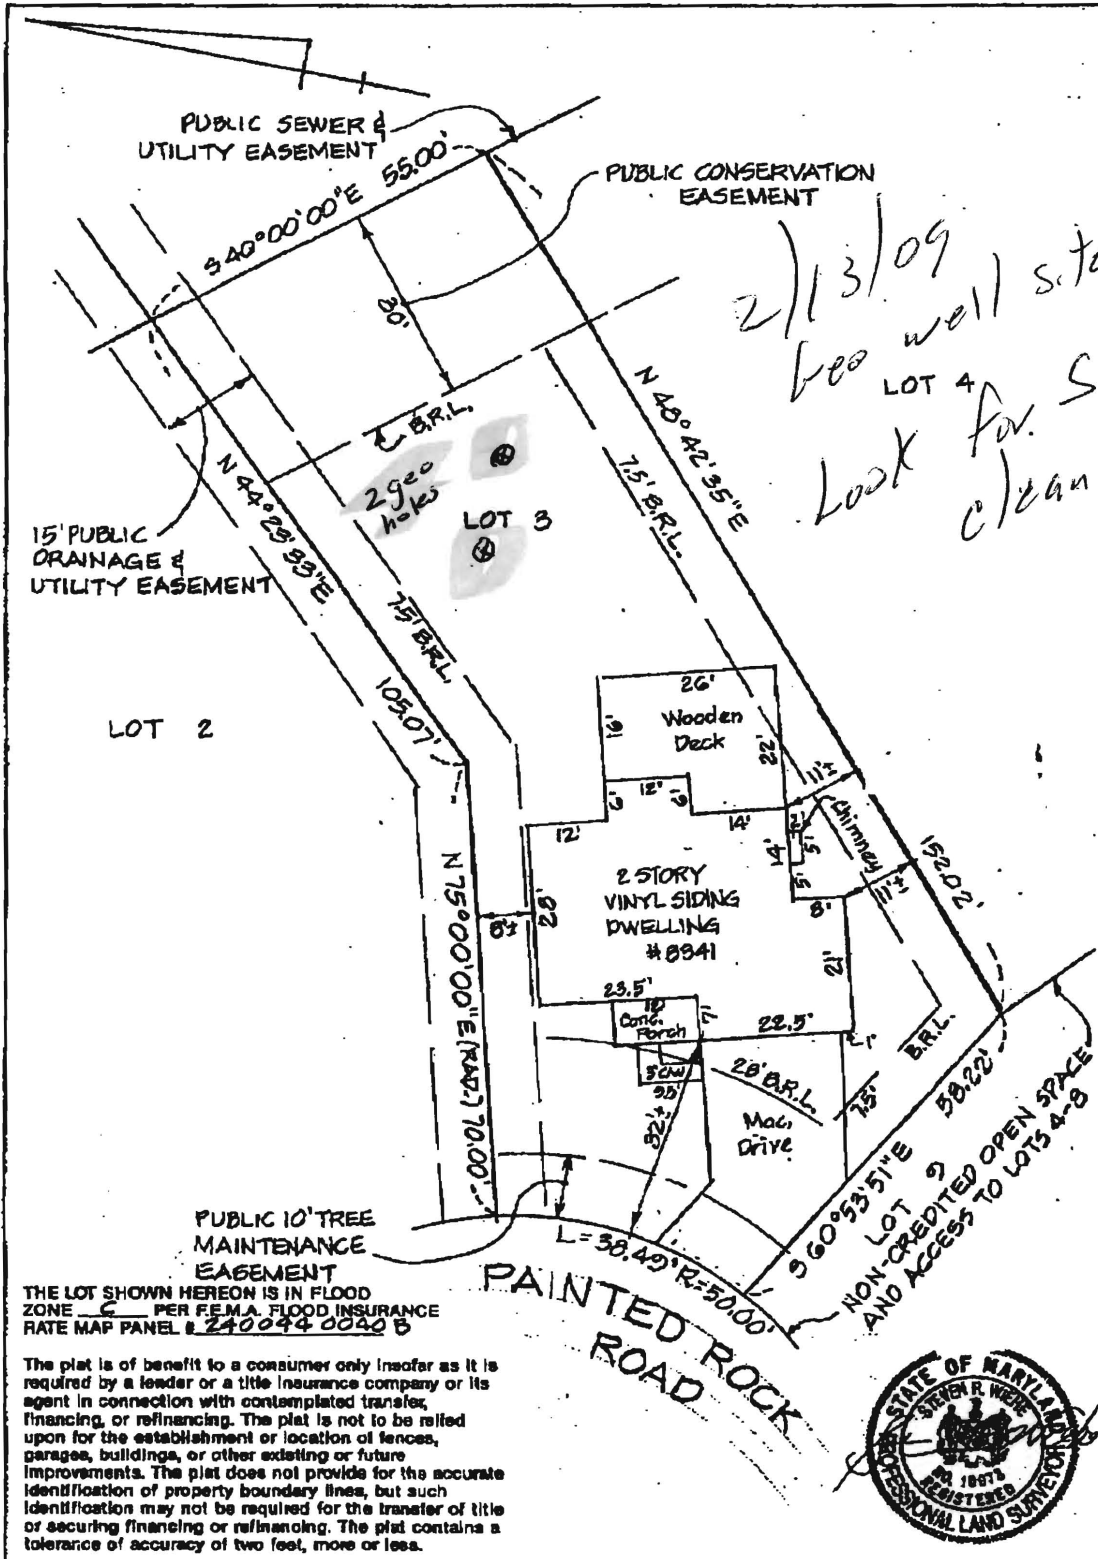 PUBLIC SEWER &
UTILITY EASEMENT
S 40°00'00"E 55.00'
PUBLIC CONSERVATION
EASEMENT
2/13/09
Geo well
LOT 4
Look for
clean
30'
B.R.L.
2 geo
holes
LOT 3
N 48°42'35"E
7.5' B.R.L.
15' PUBLIC
DRAINAGE &
UTILITY EASEMENT
N 44°23'33"E
7.5' B.R.L.
105.07'
LOT 2
26'
Wooden
Deck
16'
22'
11'±
12'
6'
6'
14'
12'
Chimney
2'
5'
14'
5'
152.02'
2 STORY
VINYL SIDING
DWELLING
#8941
11'±
8'
28'
8'±
N 75°00'00"E (RAD.) 70.00'
21'
23.5'
Conc.
Porch
7'
22.5'
1'
B.R.L.
28' B.R.L.
7.5'
58.22'
32'±
Mac.
Drive
S 60°53'51"E
LOT 9
NON-CREDITED OPEN SPACE
AND ACCESS TO LOTS 4-8
PUBLIC 10' TREE
MAINTENANCE
EASEMENT
L=38.49' R=50.00'
PAINTED ROCK
ROAD
THE LOT SHOWN HEREON IS IN FLOOD
ZONE C PER F.E.M.A. FLOOD INSURANCE
RATE MAP PANEL # 240044 0040 B
The plat is of benefit to a consumer only insofar as it is
required by a lender or a title insurance company or its
agent in connection with contemplated transfer,
financing, or refinancing. The plat is not to be relied
upon for the establishment or location of fences,
garages, buildings, or other existing or future
improvements. The plat does not provide for the accurate
identification of property boundary lines, but such
identification may not be required for the transfer of title
or securing financing or refinancing. The plat contains a
tolerance of accuracy of two feet, more or less.
STATE OF MARYLAND
STEVEN R.
REGISTERED
PROFESSIONAL LAND SURVEYOR